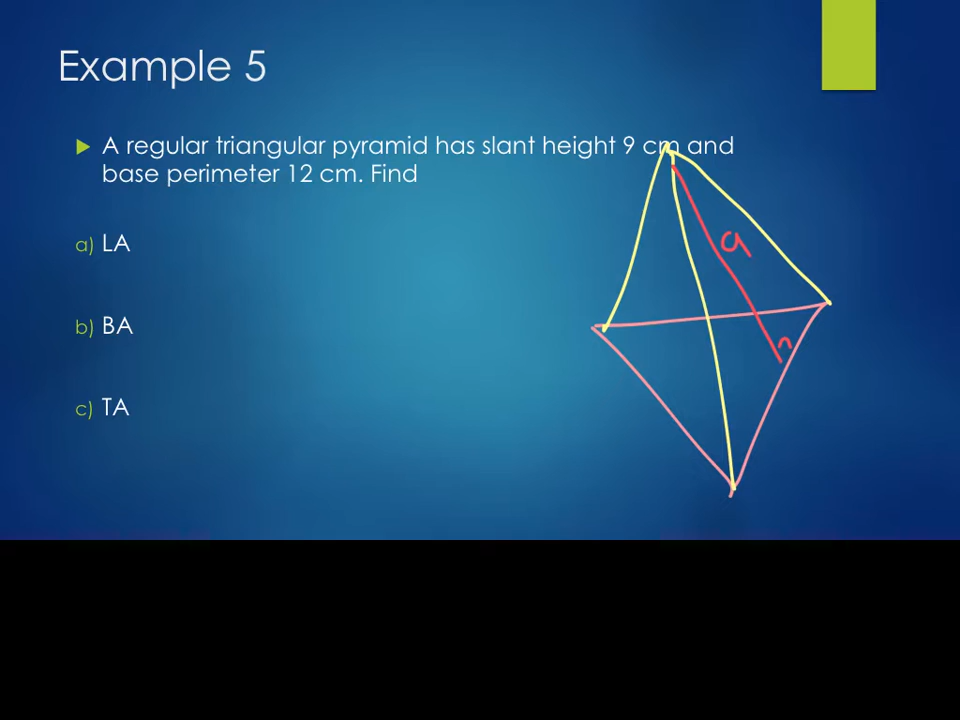 Example 5
A regular triangular pyramid has slant height 9 cm and
base perimeter 12 cm. Find
a) LA
b) BA
c) TA
9